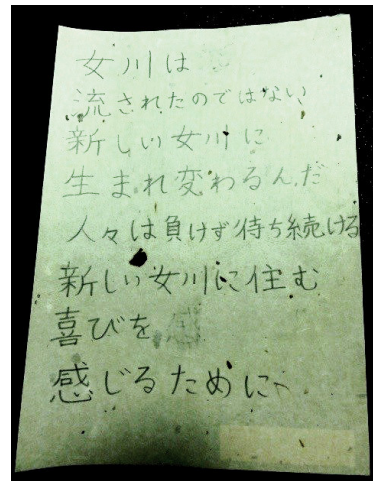 女川は
流されたのではない
新しい女川に
生まれ変わるんだ
人々は負けず待ち続ける
新しい女川に住む
喜びを
感じるために